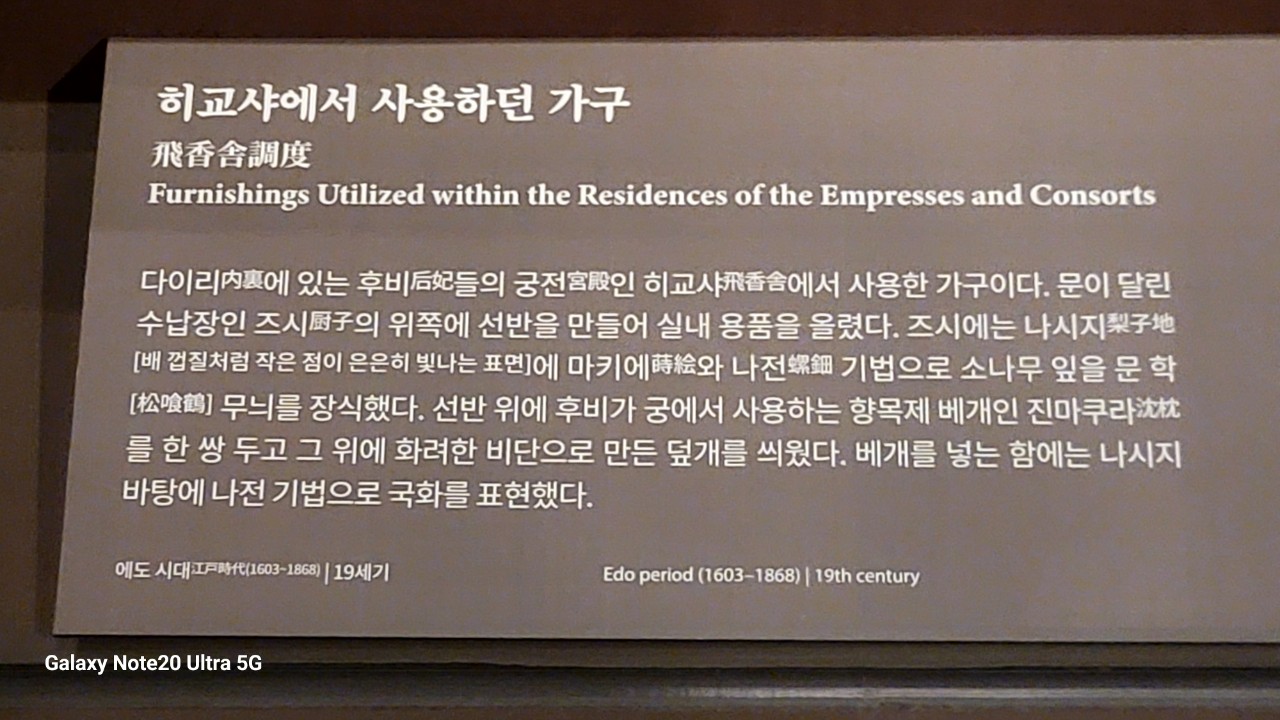 히교샤에서 사용하던 가구
飛香舎調度
Furnishings Utilized within the Residences of the Empresses and Consorts
다이리内裏에 있는 후비后妃들의 궁전宮殿인 히교샤飛香舎에서 사용한 가구이다. 문이 달린
수납장인 즈시厨子의 위쪽에 선반을 만들어 실내 용품을 올렸다. 즈시에는 나시지梨子地
[배 껍질처럼 작은 점이 은은히 빛나는 표면]에 마키에蒔絵와 나전螺鈿 기법으로 소나무 잎을 문 학
[松喰鶴] 무늬를 장식했다. 선반 위에 후비가 궁에서 사용하는 향목제 베개인 진마쿠라沈枕
를 한 쌍 두고 그 위에 화려한 비단으로 만든 덮개를 씌웠다. 베개를 넣는 함에는 나시지
바탕에 나전 기법으로 국화를 표현했다.
에도 시대江戸時代(1603~1868) | 19세기
Edo period (1603–1868) | 19th century
Galaxy Note20 Ultra 5G